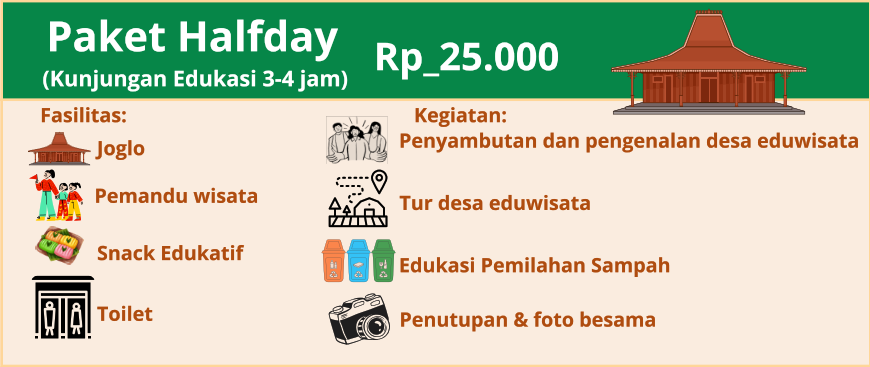 Paket Halfday
(Kunjungan Edukasi 3-4 jam)
Rp_25.000
Fasilitas:
Joglo
Pemandu wisata
Snack Edukatif
Toilet
Kegiatan:
Penyambutan dan pengenalan desa eduwisata
Tur desa eduwisata
Edukasi Pemilahan Sampah
Penutupan & foto besama